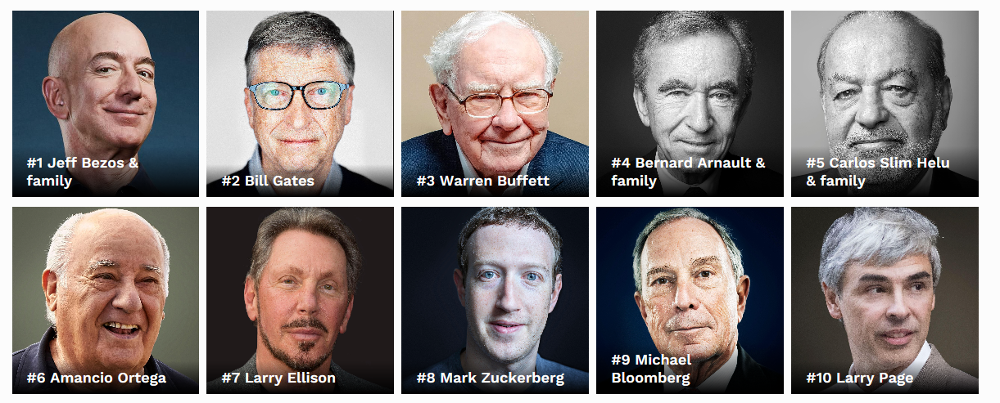 #1 Jeff Bezos &
family
#2 Bill Gates
#3 Warren Buffett
#4 Bernard Arnault &
family
#5 Carlos Slim Helu
& family
#6 Amancio Ortega
#7 Larry Ellison
#8 Mark Zuckerberg
#9 Michael
Bloomberg
#10 Larry Page